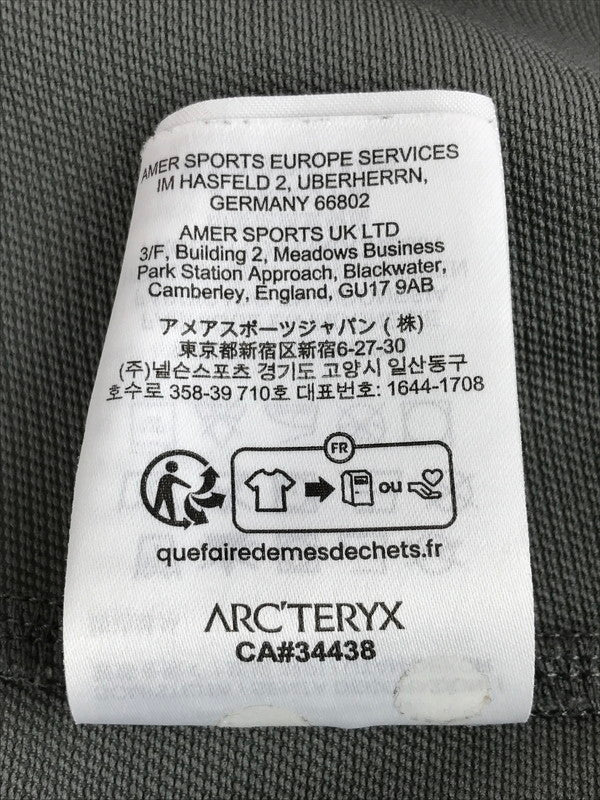 AMER SPORTS EUROPE SERVICES
IM HASFELD 2, UBERHERRN,
GERMANY 66802
AMER SPORTS UK LTD
3/F, Building 2, Meadows Business
Park Station Approach, Blackwater,
Camberley, England, GU17 9AB
アメアスポーツジャパン (株)
東京都新宿区新宿6-27-30
(주)넬슨스포츠 경기도 고양시 일산동구
호수로 358-39 710호 대표번호: 1644-1708
FR
ou
quefairedemesdechets.fr
ARC'TERYX
CA#34438